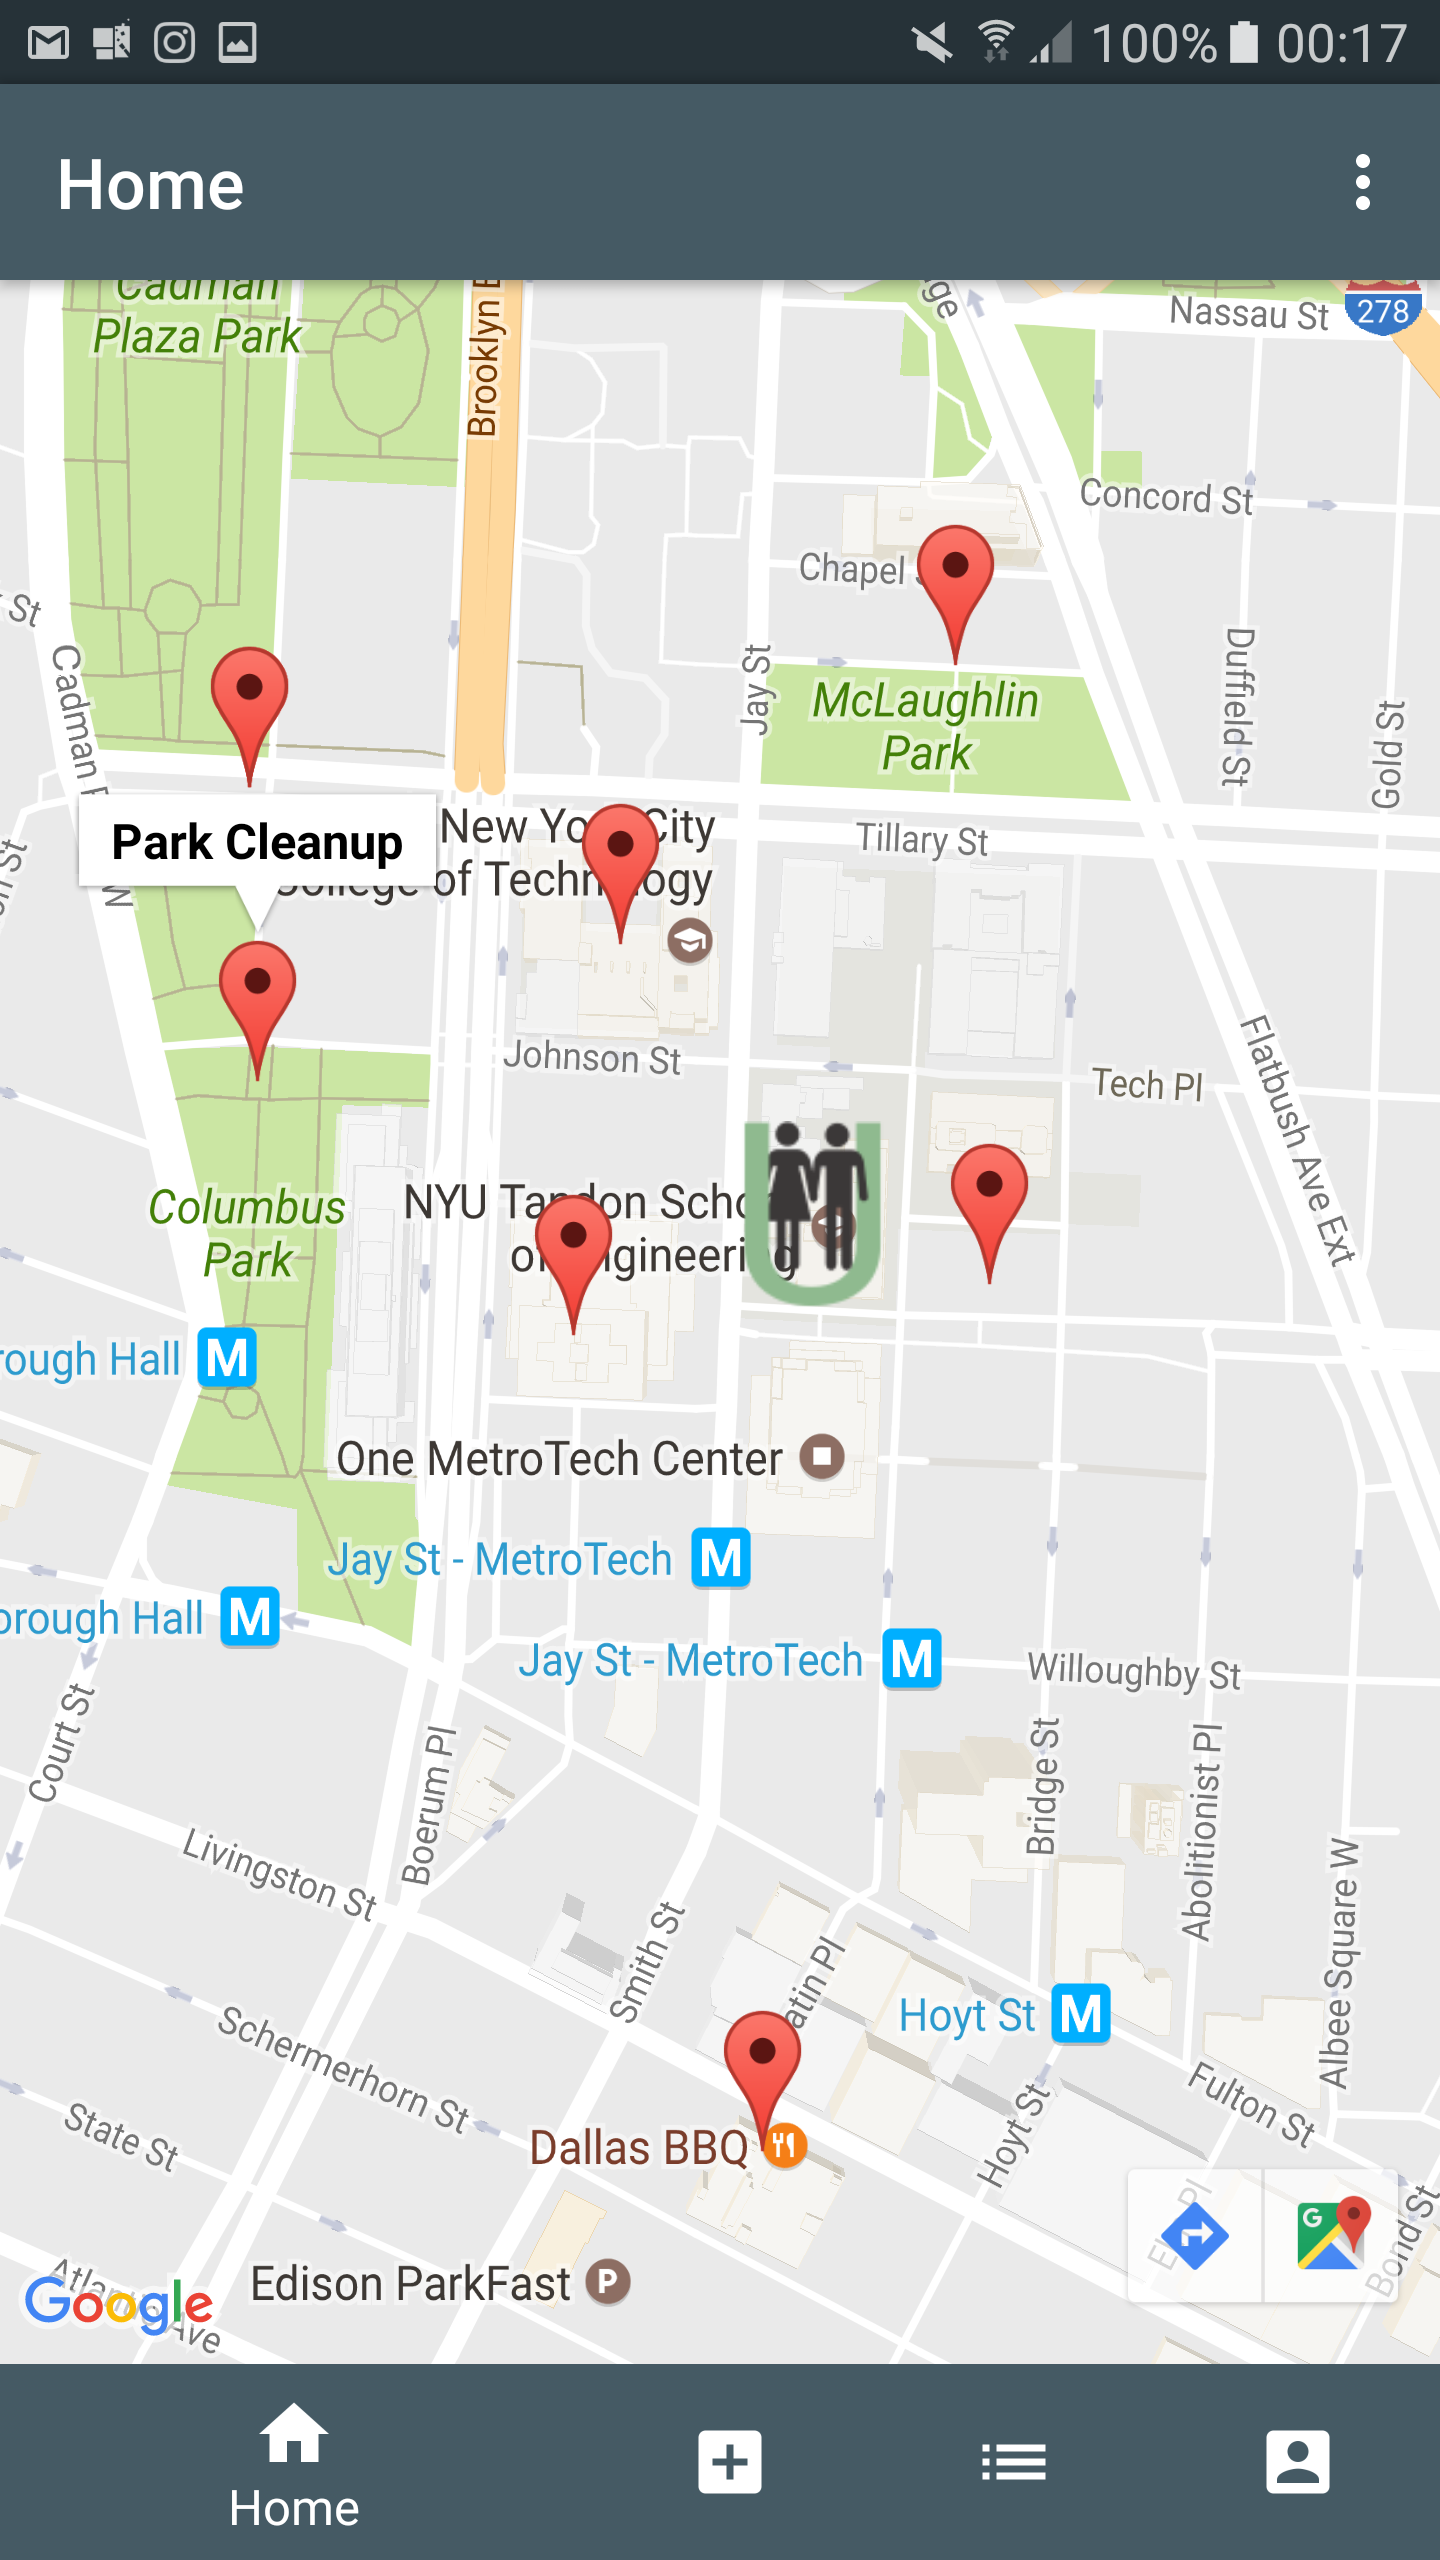 100% 00:17
Home
Cadman
Plaza Park
Brooklyn
Nassau St
278
Concord St
Chapel
St
Cadman
W
Jay St
McLaughlin
Park
Duffield St
Gold St
Park Cleanup
New York City
College of Technology
Tillary St
Johnson St
Tech Pl
Flatbush Ave Ext
Columbus
Park
NYU Tandon School
of Engineering
rough Hall
M
One MetroTech Center
Jay St - MetroTech
M
orough Hall
M
Jay St - MetroTech
M
Willoughby St
Court St
Boerum Pl
Bridge St
Abolitionist Pl
Albee Square W
Livingston St
Smith St
atin Pl
Hoyt St
M
Schermerhorn St
State St
Hoyt St
Fulton St
Dallas BBQ
Bond St
G
Edison ParkFast
P
Atlantic Ave
Google
Home